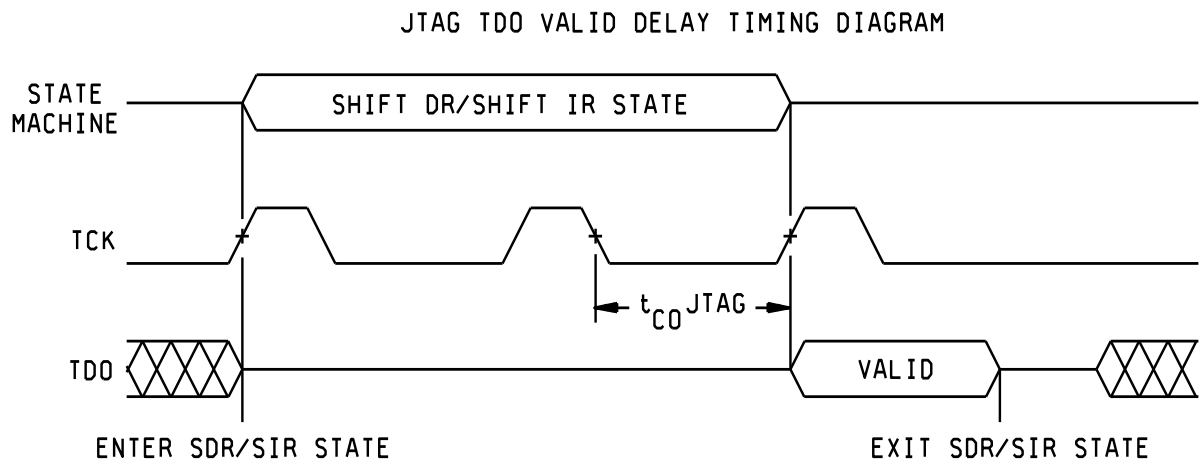 JTAG TDO VALID DELAY TIMING DIAGRAM
STATE
MACHINE
SHIFT DR/SHIFT IR STATE
TCK
tCO JTAG
TDO
VALID
ENTER SDR/SIR STATE
EXIT SDR/SIR STATE